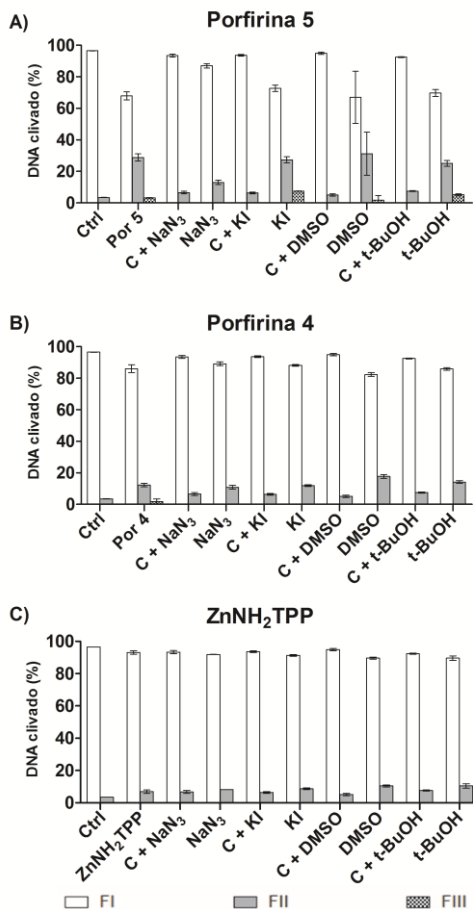 A) Porfirina 5
DNA clivado (%)
100
80
60
40
20
0
Ctrl
Por 5
C + NaN₃
NaN₃
C + KI
KI
C + DMSO
DMSO
C + t-BuOH
t-BuOH
B) Porfirina 4
DNA clivado (%)
100
80
60
40
20
0
Ctrl
Por 4
C + NaN₃
NaN₃
C + KI
KI
C + DMSO
DMSO
C + t-BuOH
t-BuOH
C) ZnNH₂TPP
DNA clivado (%)
100
80
60
40
20
0
Ctrl
ZnNH₂TPP
C + NaN₃
NaN₃
C + KI
KI
C + DMSO
DMSO
C + t-BuOH
t-BuOH
FI FII FIII